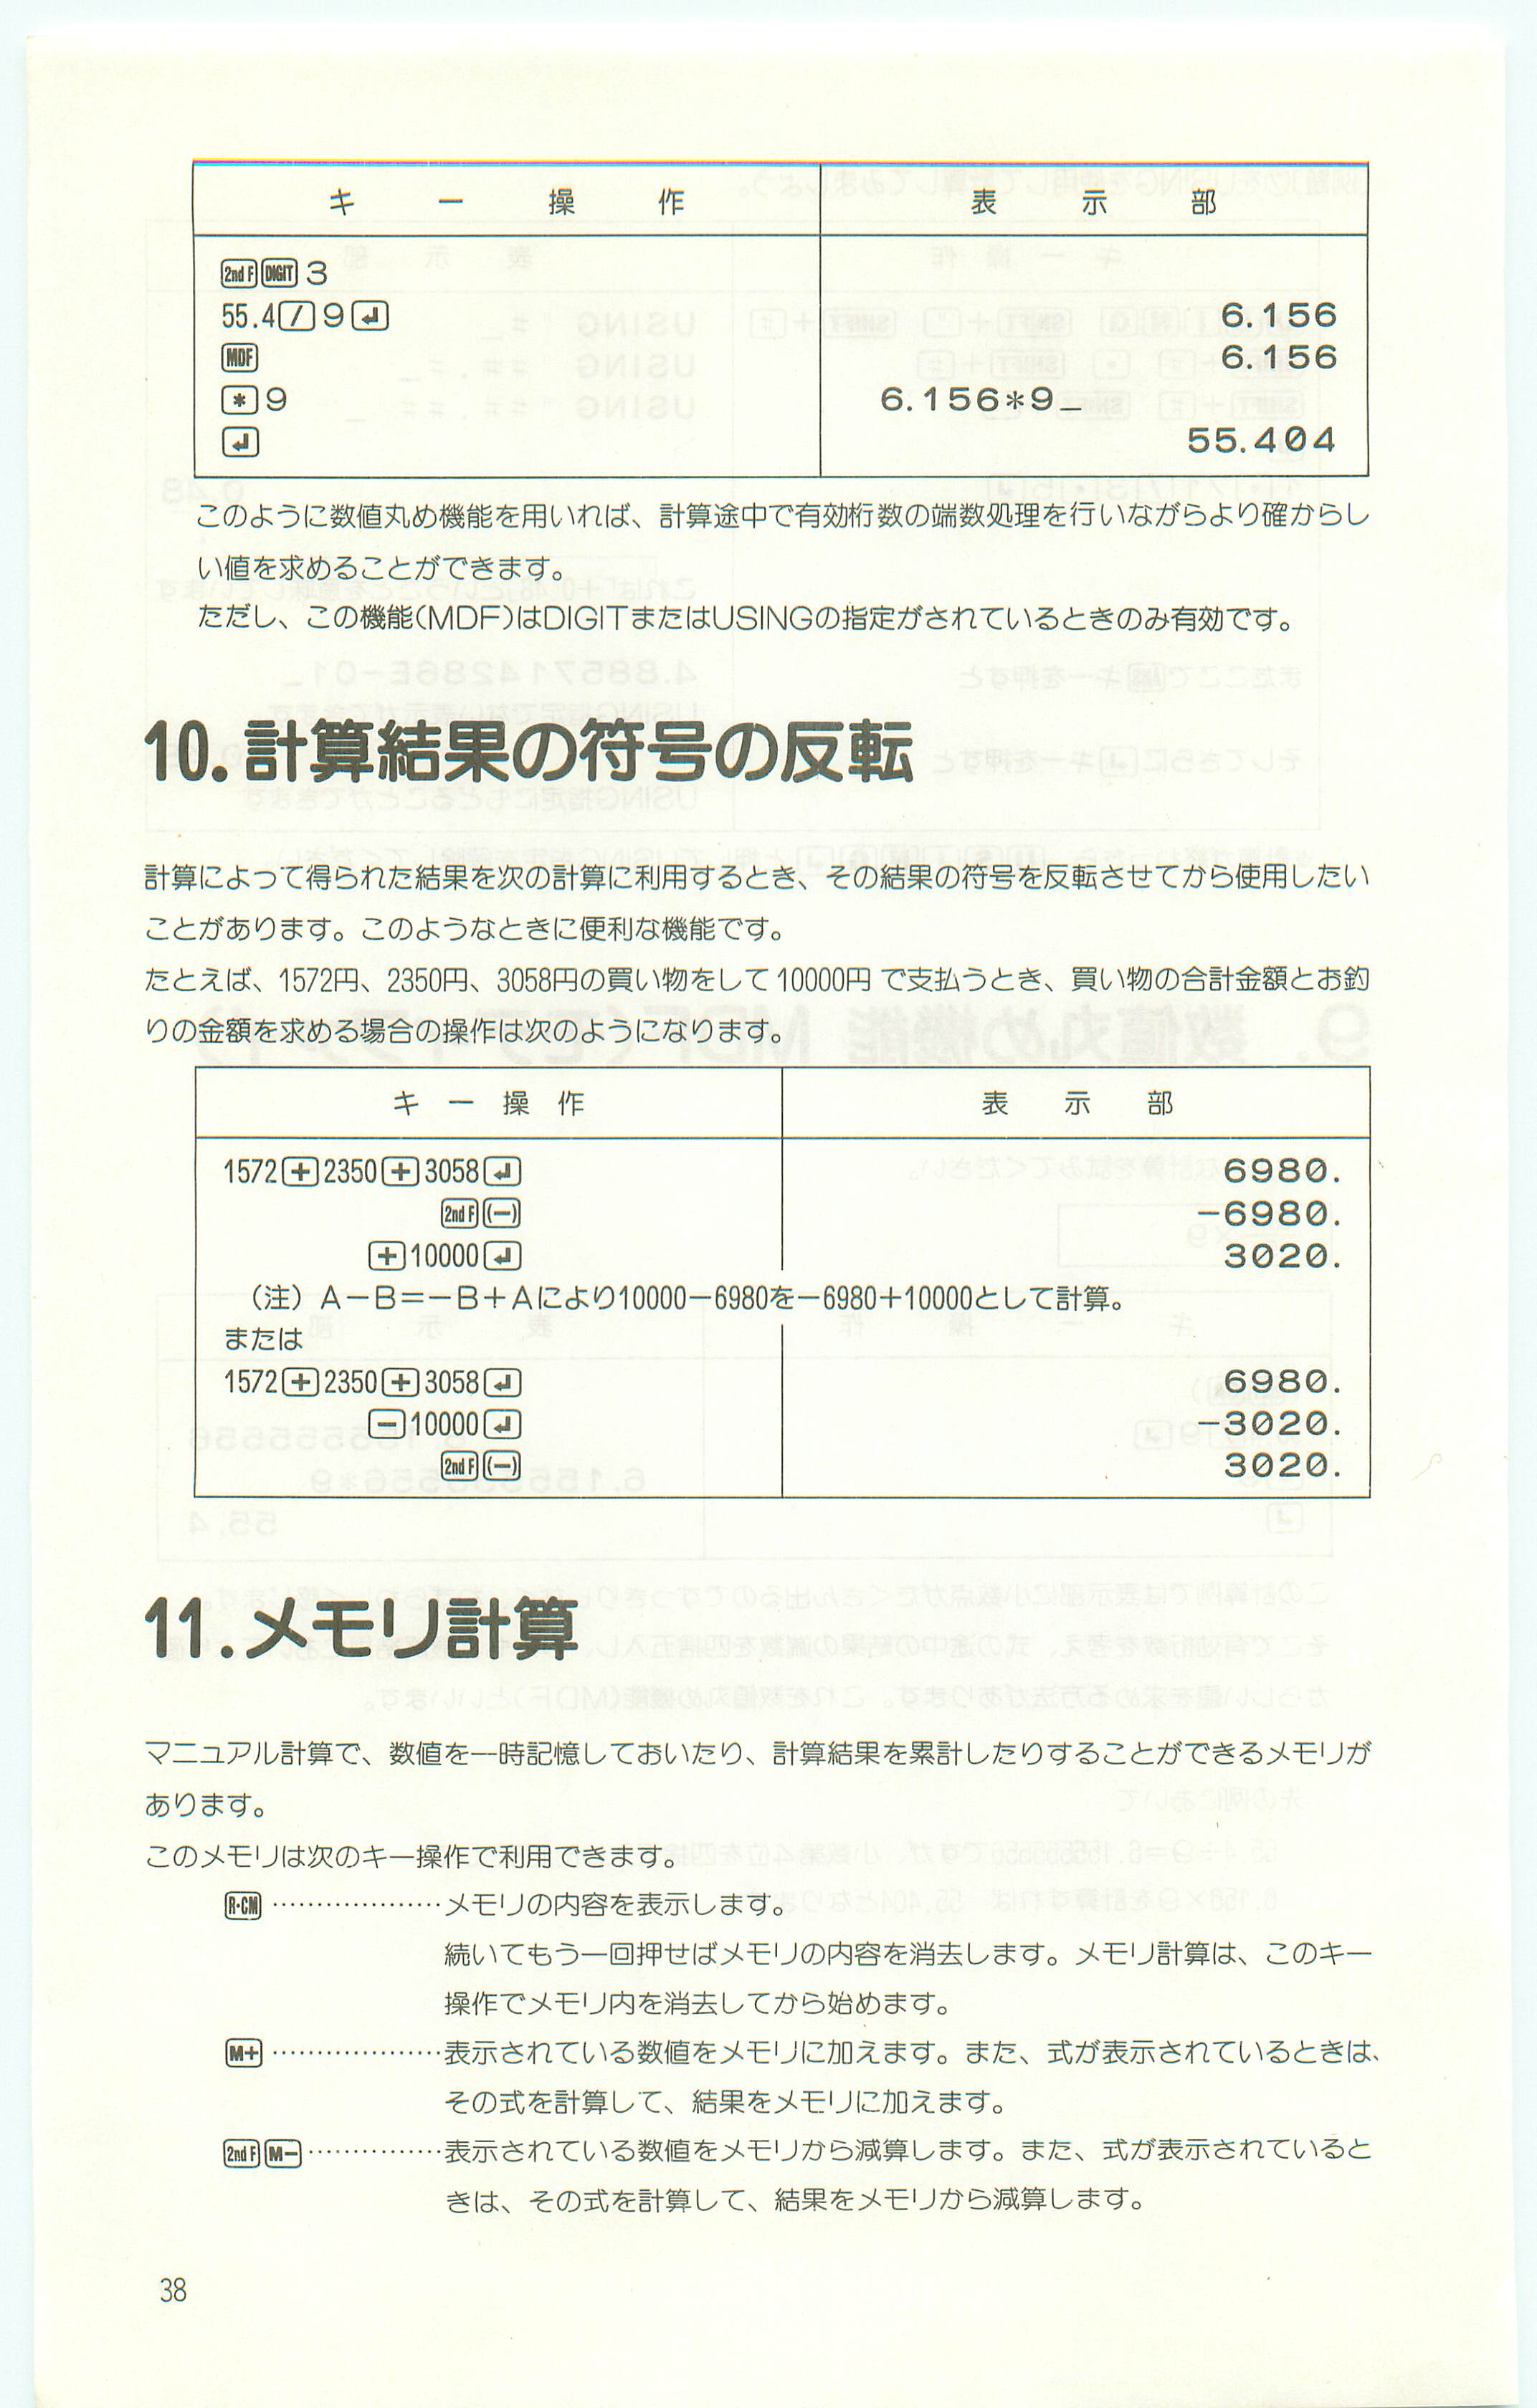 キー操作 表示部
2nd F DIGIT 3
55.4 / 9 ↵ 6.156
MDF 6.156
* 9 6.156*9_
↵ 55.404
このように数値丸め機能を用いれば、計算途中で有効桁数の端数処理を行いながらより確からし
い値を求めることができます。
ただし、この機能(MDF)はDIGITまたはUSINGの指定がされているときのみ有効です。
10.計算結果の符号の反転
計算によって得られた結果を次の計算に利用するとき、その結果の符号を反転させてから使用したい
ことがあります。このようなときに便利な機能です。
たとえば、1572円、2350円、3058円の買い物をして10000円で支払うとき、買い物の合計金額とお釣
りの金額を求める場合の操作は次のようになります。
キー操作 表示部
1572 + 2350 + 3058 ↵ 6980.
2nd F (−) −6980.
+ 10000 ↵ 3020.
(注) A−B=−B+Aにより10000−6980を−6980+10000として計算。
または
1572 + 2350 + 3058 ↵ 6980.
− 10000 ↵ −3020.
2nd F (−) 3020.
11.メモリ計算
マニュアル計算で、数値を一時記憶しておいたり、計算結果を累計したりすることができるメモリが
あります。
このメモリは次のキー操作で利用できます。
R・CM …………………メモリの内容を表示します。
続いてもう一回押せばメモリの内容を消去します。メモリ計算は、このキー
操作でメモリ内を消去してから始めます。
M+ …………………表示されている数値をメモリに加えます。また、式が表示されているときは、
その式を計算して、結果をメモリに加えます。
2nd F M− ……………表示されている数値をメモリから減算します。また、式が表示されていると
きは、その式を計算して、結果をメモリから減算します。
38